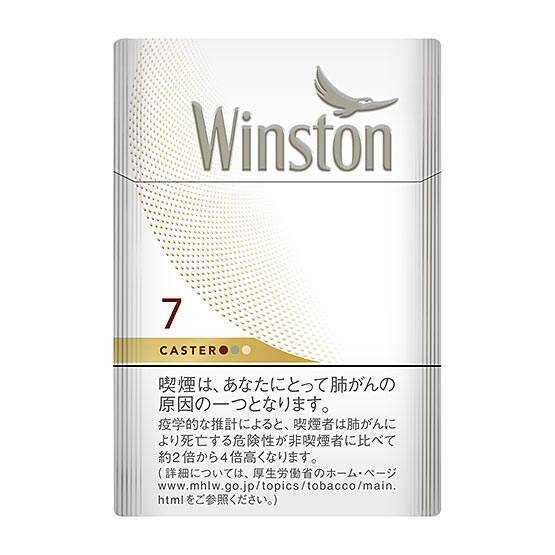 Winston
7
CASTER
喫煙は、あなたにとって肺がんの
原因の一つとなります。
疫学的な推計によると、喫煙者は肺がんに
より死亡する危険性が非喫煙者に比べて
約2倍から4倍高くなります。
(詳細については、厚生労働省のホーム・ページ
www.mhlw.go.jp/topics/tobacco/main.
htmlをご参照ください。)